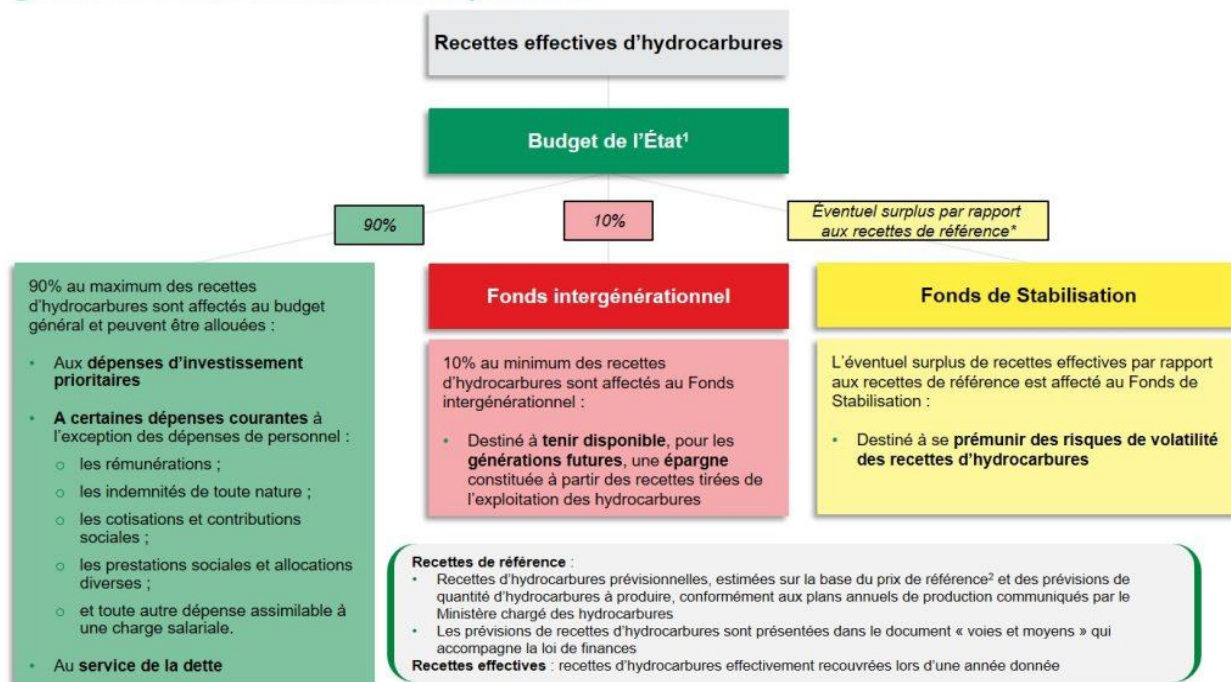 Recettes effectives d'hydrocarbures
Budget de l'État¹
90%
10%
Éventuel surplus par rapport
aux recettes de référence*
90% au maximum des recettes
d'hydrocarbures sont affectés au budget
général et peuvent être allouées :
• Aux dépenses d'investissement
prioritaires
• A certaines dépenses courantes à
l'exception des dépenses de personnel :
o les rémunérations ;
o les indemnités de toute nature ;
o les cotisations et contributions
sociales ;
o les prestations sociales et allocations
diverses ;
o et toute autre dépense assimilable à
une charge salariale.
• Au service de la dette
Fonds intergénérationnel
10% au minimum des recettes
d'hydrocarbures sont affectés au Fonds
intergénérationnel :
• Destiné à tenir disponible, pour les
générations futures, une épargne
constituée à partir des recettes tirées de
l'exploitation des hydrocarbures
Fonds de Stabilisation
L'éventuel surplus de recettes effectives par rapport
aux recettes de référence est affecté au Fonds de
Stabilisation :
• Destiné à se prémunir des risques de volatilité
des recettes d'hydrocarbures
Recettes de référence :
• Recettes d'hydrocarbures prévisionnelles, estimées sur la base du prix de référence² et des prévisions de
quantité d'hydrocarbures à produire, conformément aux plans annuels de production communiqués par le
Ministère chargé des hydrocarbures
• Les prévisions de recettes d'hydrocarbures sont présentées dans le document « voies et moyens » qui
accompagne la loi de finances
Recettes effectives : recettes d'hydrocarbures effectivement recouvrées lors d'une année donnée